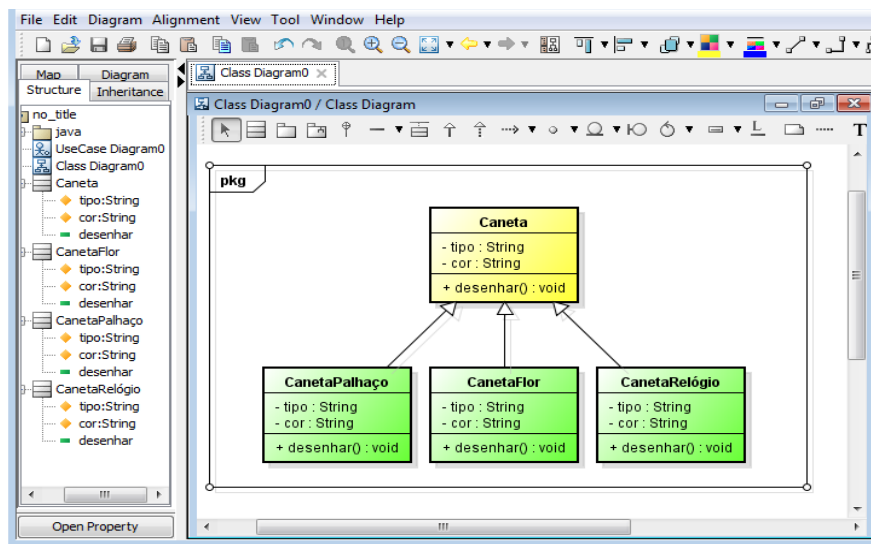 File Edit Diagram Alignment View Tool Window Help
Map Diagram
Structure Inheritance
no_title
java
UseCase Diagram0
Class Diagram0
Caneta
tipo:String
cor:String
desenhar
CanetaFlor
tipo:String
cor:String
desenhar
CanetaPalhaço
tipo:String
cor:String
desenhar
CanetaRelógio
tipo:String
cor:String
desenhar
Open Property
Class Diagram0
Class Diagram0 / Class Diagram
T
pkg
Caneta
- tipo : String
- cor : String
+ desenhar() : void
CanetaPalhaço
- tipo : String
- cor : String
+ desenhar() : void
CanetaFlor
- tipo : String
- cor : String
+ desenhar() : void
CanetaRelógio
- tipo : String
- cor : String
+ desenhar() : void